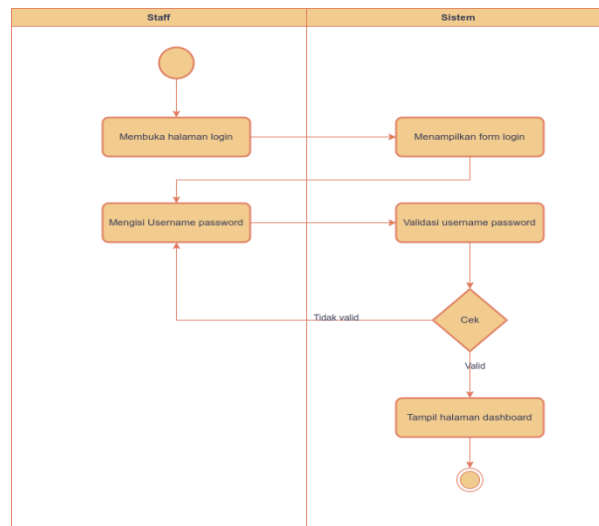 Staff
Sistem
Membuka halaman login
Menampilkan form login
Mengisi Username password
Validasi username password
Cek
Tidak valid
Valid
Tampil halaman dashboard